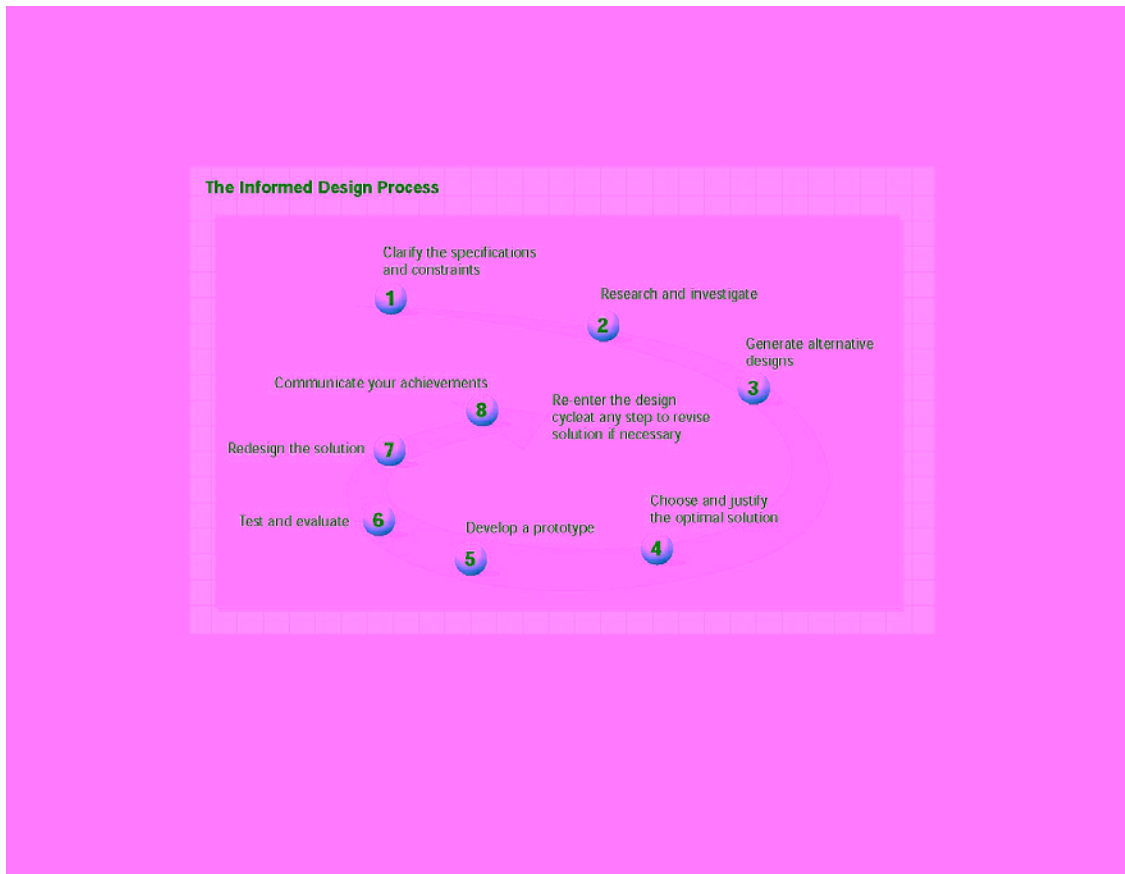 The Informed Design Process
Clarify the specifications
and constraints
1
Research and investigate
2
Generate alternative
designs
3
Communicate your achievements
8
Re-enter the design
cycleat any step to revise
solution if necessary
Redesign the solution
7
Choose and justify
the optimal solution
4
Test and evaluate
6
Develop a prototype
5